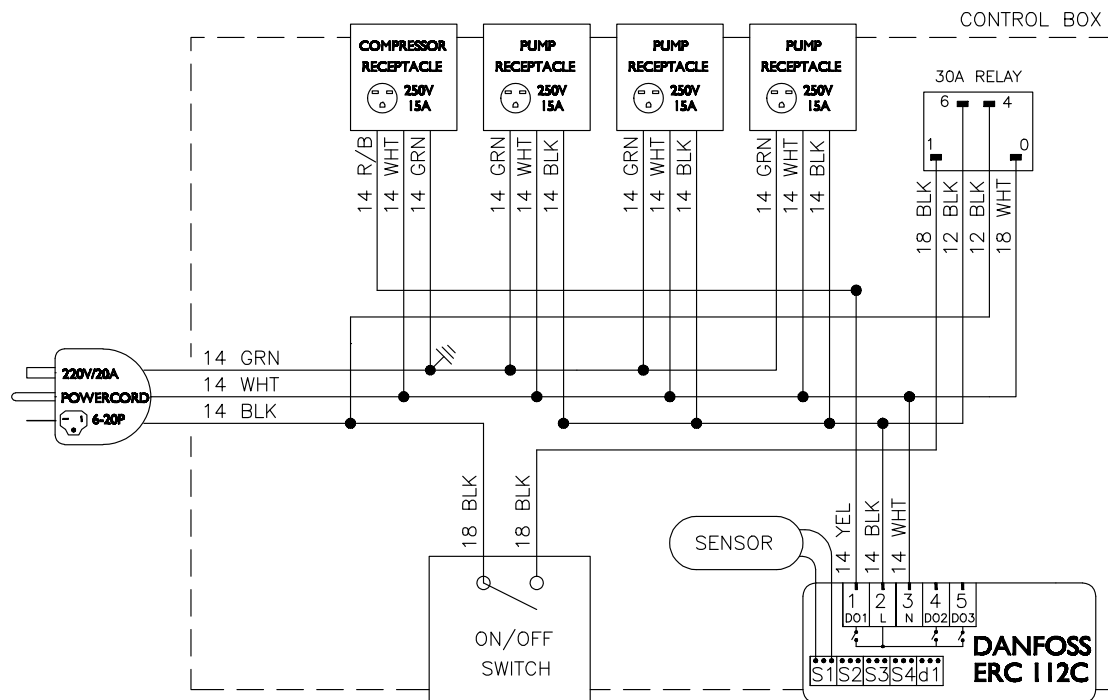 CONTROL BOX
COMPRESSOR
RECEPTACLE
250V
15A
PUMP
RECEPTACLE
250V
15A
PUMP
RECEPTACLE
250V
15A
PUMP
RECEPTACLE
250V
15A
30A RELAY
6
4
1
0
14 R/B
14 WHT
14 GRN
14 GRN
14 WHT
14 BLK
14 GRN
14 WHT
14 BLK
14 GRN
14 WHT
14 BLK
18 BLK
12 BLK
12 BLK
18 WHT
220V/20A
POWERCORD
6-20P
14 GRN
14 WHT
14 BLK
18 BLK
18 BLK
ON/OFF
SWITCH
SENSOR
14 YEL
14 BLK
14 WHT
1 2 3 4 5
DO1 L N DO2 DO3
S1 S2 S3 S4 d1
DANFOSS
ERC 112C